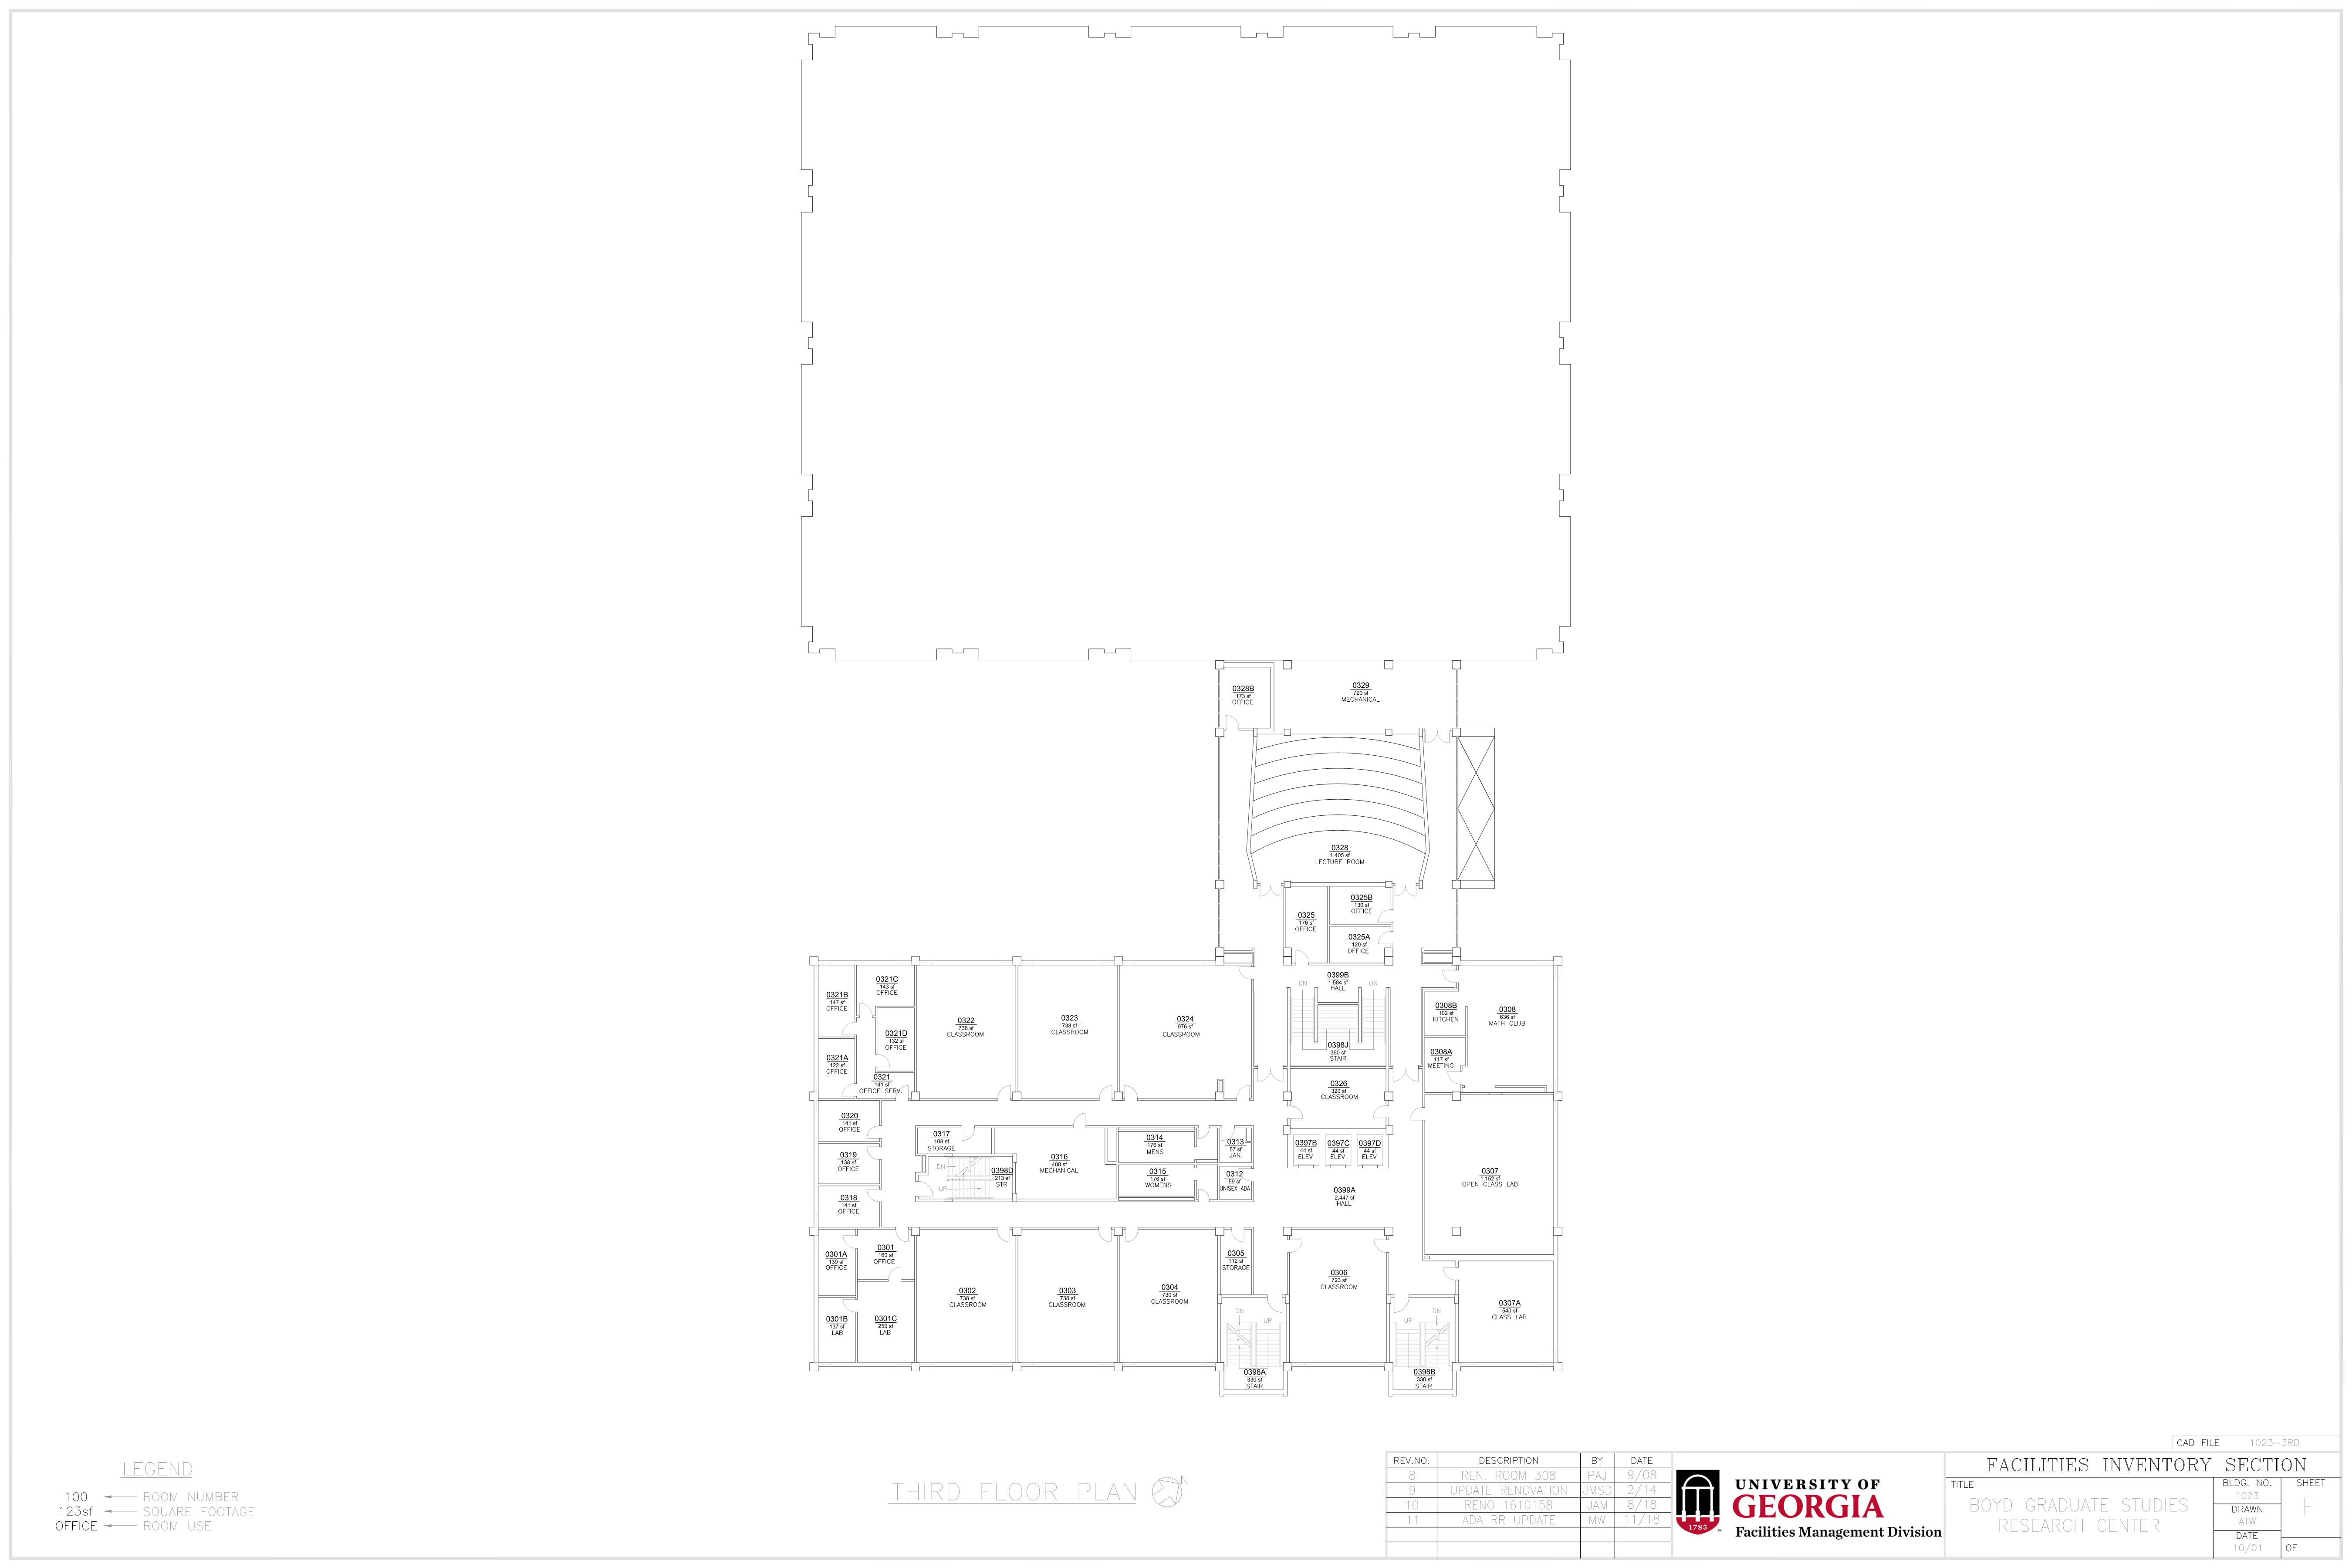 0328B
173 sf
OFFICE
0329
720 sf
MECHANICAL
0328
1,405 sf
LECTURE ROOM
0325
176 sf
OFFICE
0325B
130 sf
OFFICE
0325A
120 sf
OFFICE
0399B
1,584 sf
HALL
DN
DN
0398J
360 sf
STAIR
0321B
147 sf
OFFICE
0321C
143 sf
OFFICE
0321D
132 sf
OFFICE
0321A
122 sf
OFFICE
0321
141 sf
OFFICE SERV.
0322
738 sf
CLASSROOM
0323
738 sf
CLASSROOM
0324
976 sf
CLASSROOM
0308B
102 sf
KITCHEN
0308
636 sf
MATH CLUB
0308A
117 sf
MEETING
0326
320 sf
CLASSROOM
0320
141 sf
OFFICE
0319
138 sf
OFFICE
0318
141 sf
OFFICE
0317
108 sf
STORAGE
DN
UP
0398D
213 sf
STR
0316
408 sf
MECHANICAL
0314
176 sf
MENS
0315
176 sf
WOMENS
0313
57 sf
JAN.
0312
59 sf
UNISEX ADA
0397B
44 sf
ELEV
0397C
44 sf
ELEV
0397D
44 sf
ELEV
0399A
2,447 sf
HALL
0307
1,152 sf
OPEN CLASS LAB
0301A
139 sf
OFFICE
0301
160 sf
OFFICE
0301B
137 sf
LAB
0301C
259 sf
LAB
0302
738 sf
CLASSROOM
0303
738 sf
CLASSROOM
0304
730 sf
CLASSROOM
0305
112 sf
STORAGE
0306
723 sf
CLASSROOM
0307A
540 sf
CLASS LAB
DN
UP
0398A
330 sf
STAIR
UP
DN
0398B
330 sf
STAIR
LEGEND
100 ROOM NUMBER
123sf SQUARE FOOTAGE
OFFICE ROOM USE
THIRD FLOOR PLAN
N
REV.NO. DESCRIPTION BY DATE
8 REN. ROOM 308 PAJ 9/08
9 UPDATE RENOVATION JMSD 2/14
10 RENO 1610158 JAM 8/18
11 ADA RR UPDATE MW 11/18
1785
TM
UNIVERSITY OF
GEORGIA
Facilities Management Division
CAD FILE 1023-3RD
FACILITIES INVENTORY SECTION
TITLE
BOYD GRADUATE STUDIES
RESEARCH CENTER
BLDG. NO.
1023
DRAWN
ATW
DATE
10/01
SHEET
F
OF